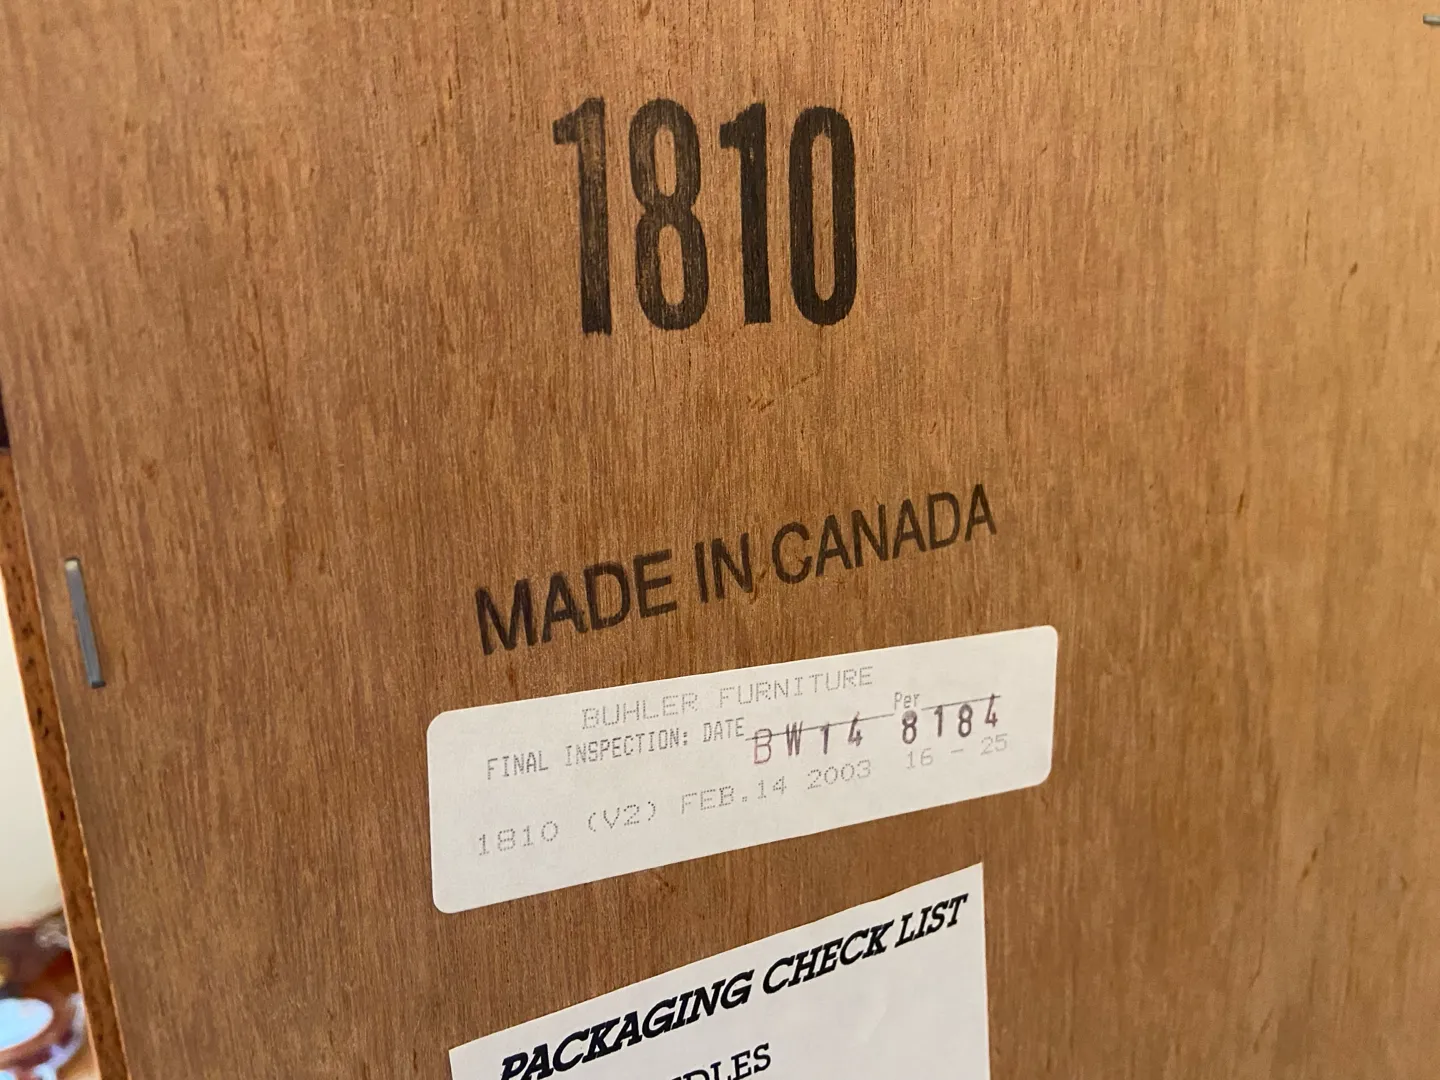 1810
MADE IN CANADA
BUHLER FURNITURE
FINAL INSPECTION: DATE BW14 Per 8184
1810 (V2) FEB.14 2003 16 - 25
PACKAGING CHECK LIST